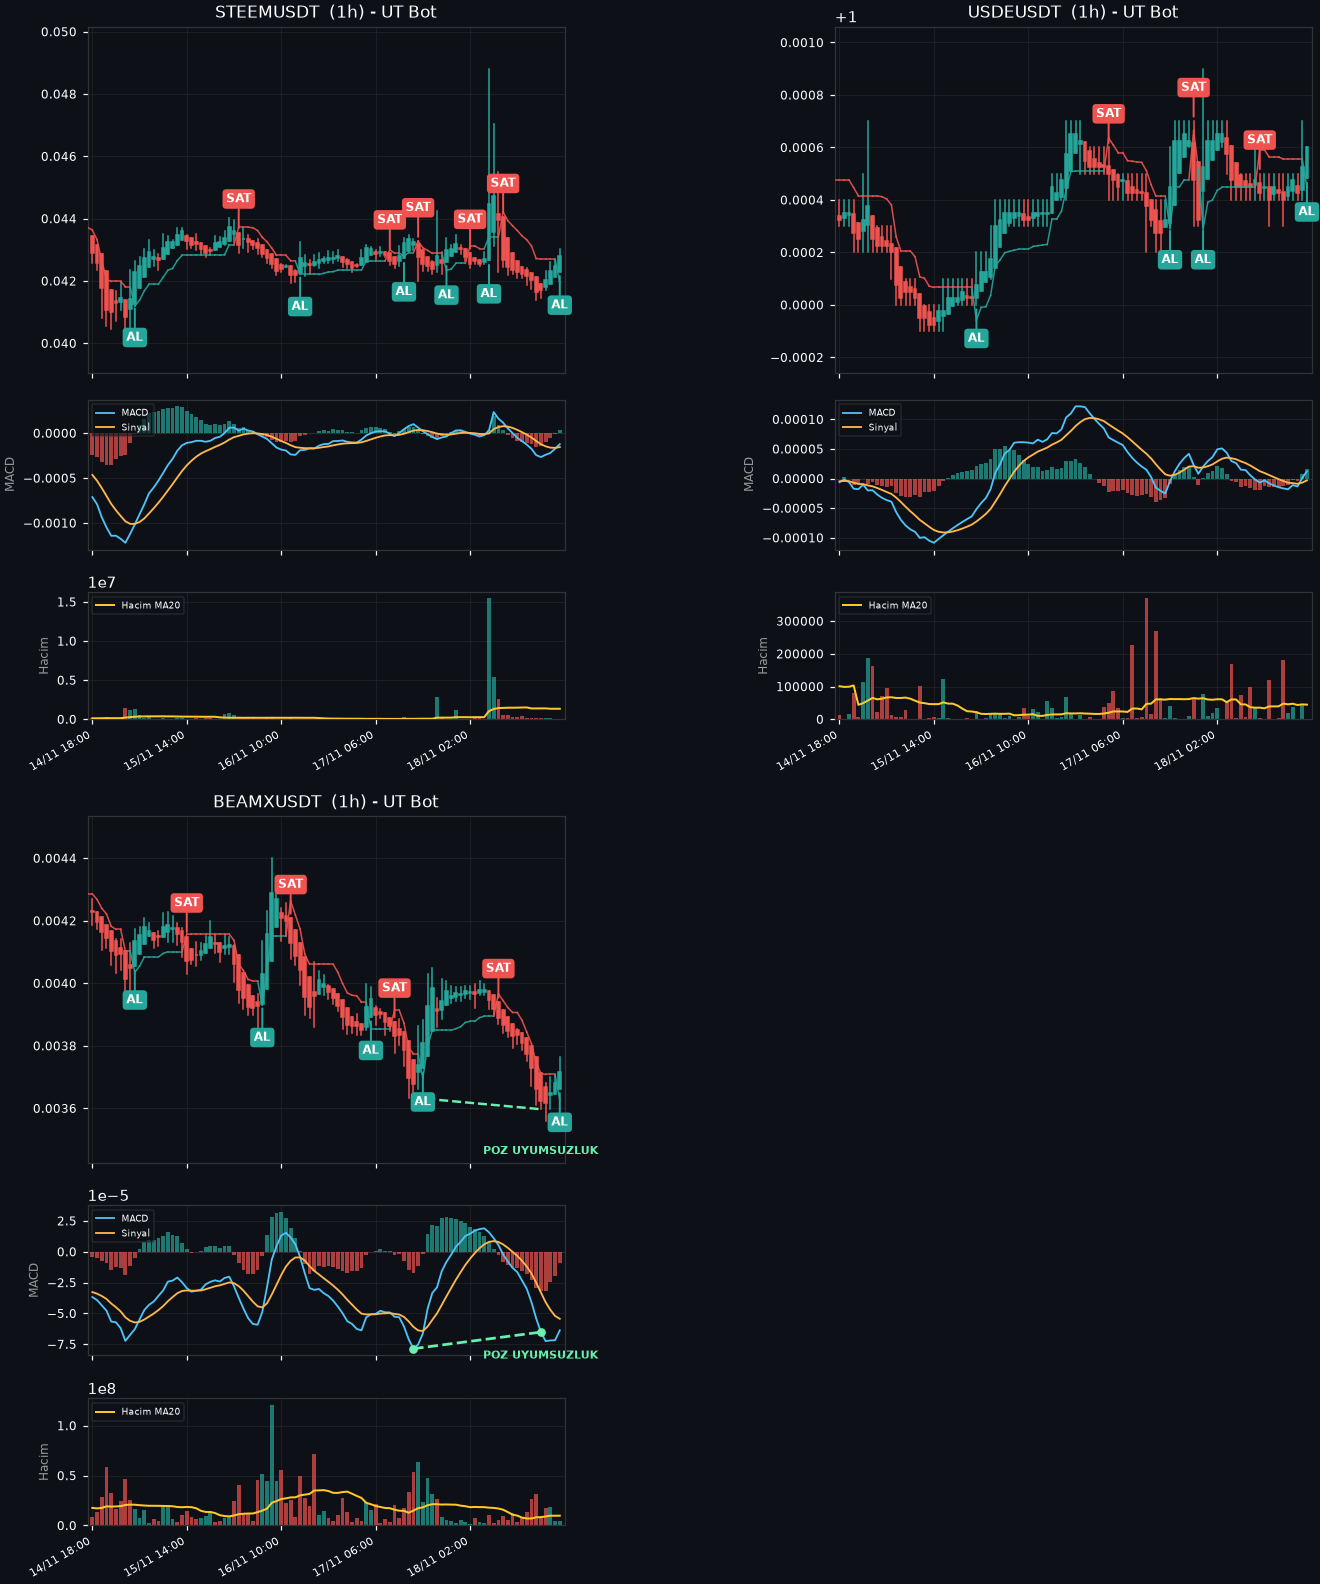 STEEMUSDT (1h) - UT Bot
0.050
0.048
0.046
0.044
0.042
0.040
SAT
SAT
SAT
SAT
SAT
AL
AL
AL
AL
AL
AL
MACD
MACD
Sinyal
0.0000
−0.0005
−0.0010
1e7
Hacim
Hacim MA20
1.5
1.0
0.5
0.0
14/11 18:00
15/11 14:00
16/11 10:00
17/11 06:00
18/11 02:00
USDEUSDT (1h) - UT Bot
+1
0.0010
0.0008
0.0006
0.0004
0.0002
0.0000
−0.0002
SAT
SAT
SAT
AL
AL
AL
AL
MACD
MACD
Sinyal
0.00010
0.00005
0.00000
−0.00005
−0.00010
Hacim
Hacim MA20
300000
200000
100000
0
14/11 18:00
15/11 14:00
16/11 10:00
17/11 06:00
18/11 02:00
BEAMXUSDT (1h) - UT Bot
0.0044
0.0042
0.0040
0.0038
0.0036
SAT
SAT
SAT
SAT
AL
AL
AL
AL
AL
POZ UYUMSUZLUK
1e−5
MACD
MACD
Sinyal
2.5
0.0
−2.5
−5.0
−7.5
POZ UYUMSUZLUK
1e8
Hacim
Hacim MA20
1.0
0.5
0.0
14/11 18:00
15/11 14:00
16/11 10:00
17/11 06:00
18/11 02:00